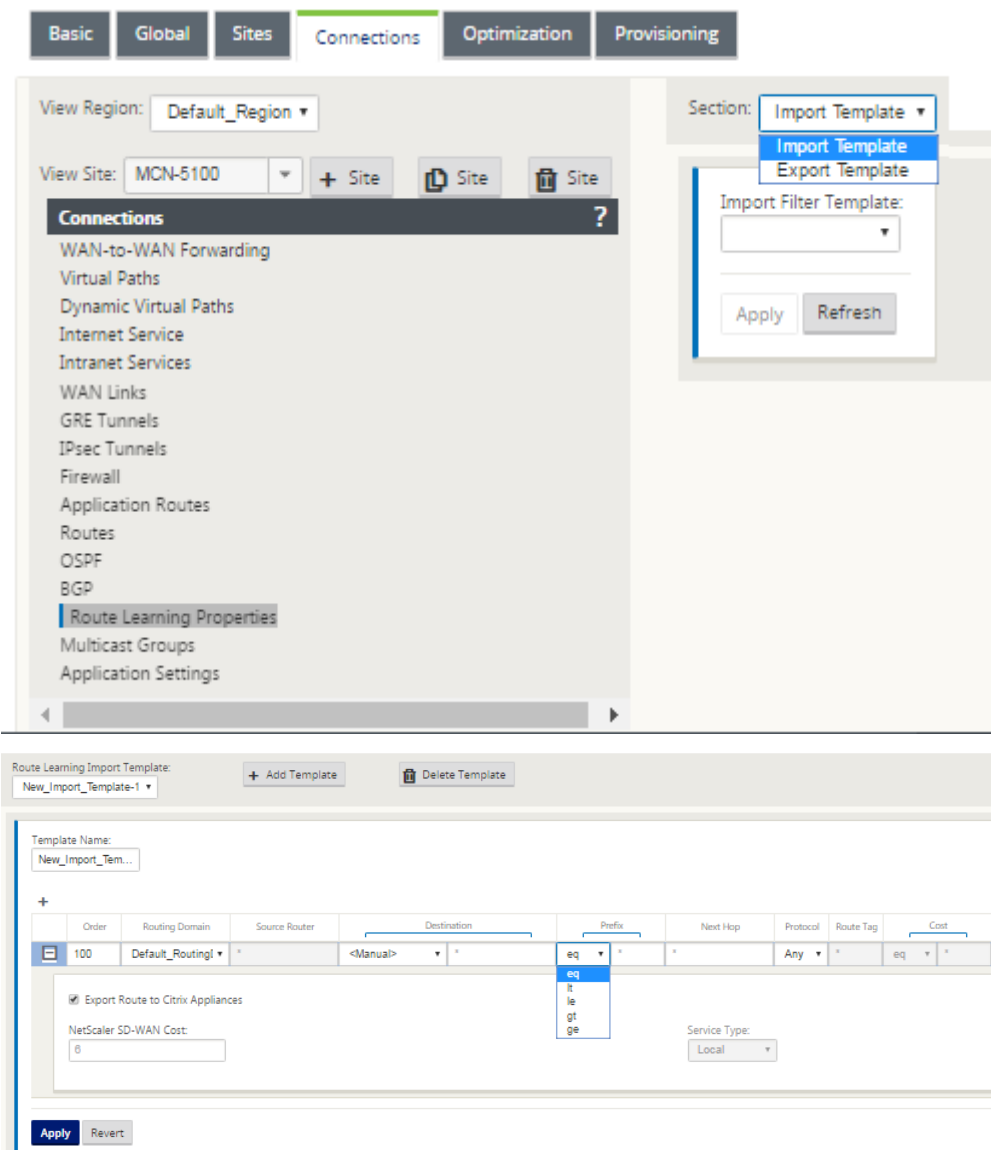 Basic Global Sites Connections Optimization Provisioning
View Region: Default_Region
Section: Import Template
Import Template
Export Template
View Site: MCN-5100 + Site Site Site
Import Filter Template:
Apply Refresh
Connections ?
WAN-to-WAN Forwarding
Virtual Paths
Dynamic Virtual Paths
Internet Service
Intranet Services
WAN Links
GRE Tunnels
IPsec Tunnels
Firewall
Application Routes
Routes
OSPF
BGP
Route Learning Properties
Multicast Groups
Application Settings
Route Learning Import Template:
New_Import_Template-1 + Add Template Delete Template
Template Name:
New_Import_Tem...
+
Order Routing Domain Source Router Destination Prefix Next Hop Protocol Route Tag Cost
100 Default_RoutingI * <Manual> * eq * * Any * eq *
eq
lt
le
gt
ge
Export Route to Citrix Appliances
NetScaler SD-WAN Cost: Service Type:
6 Local
Apply Revert